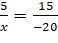 5/x = 15/-20